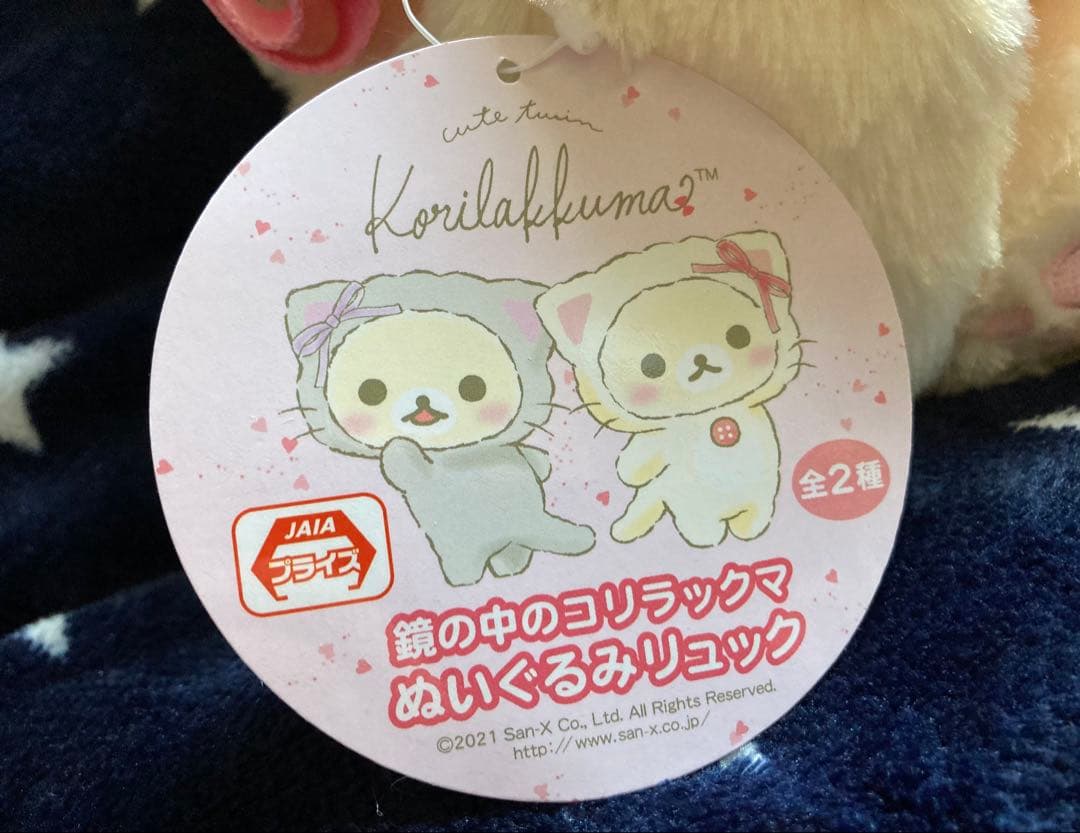 cute twin
Korilakkuma?™
全2種
JAIA
プライズ
鏡の中のコリラックマ
ぬいぐるみリュック
©2021 San-X Co., Ltd. All Rights Reserved.
http://www.san-x.co.jp/